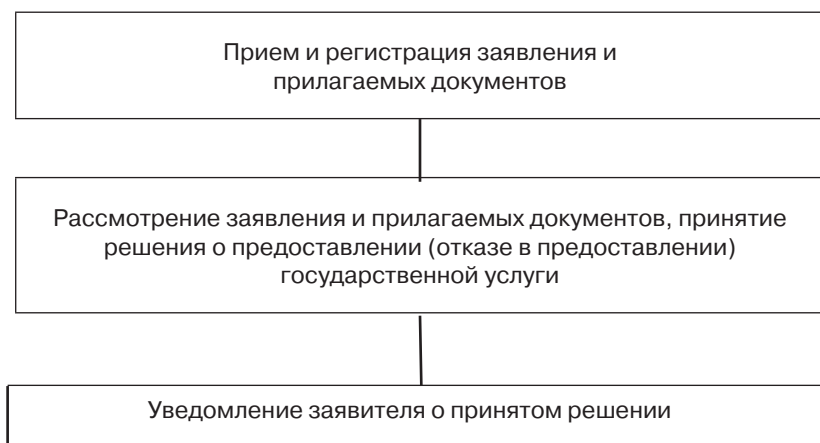 Прием и регистрация заявления и
прилагаемых документов
Рассмотрение заявления и прилагаемых документов, принятие
решения о предоставлении (отказе в предоставлении)
государственной услуги
Уведомление заявителя о принятом решении